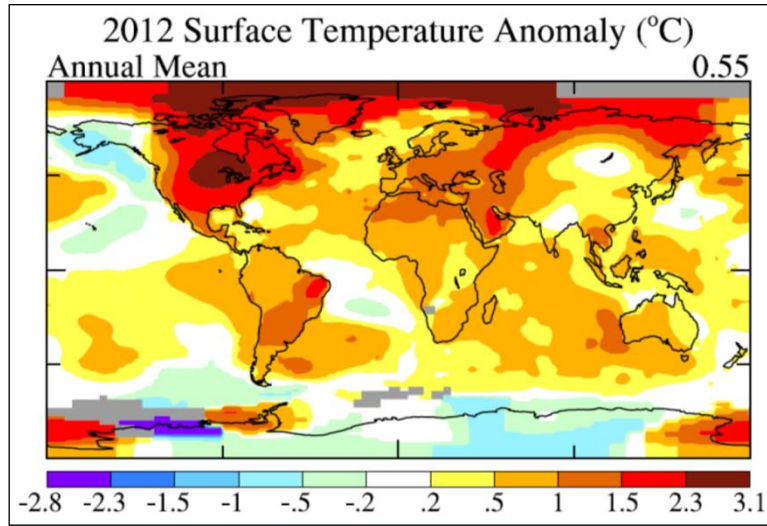 2012 Surface Temperature Anomaly (°C)
Annual Mean 0.55
-2.8 -2.3 -1.5 -1 -.5 -.2 .2 .5 1 1.5 2.3 3.1